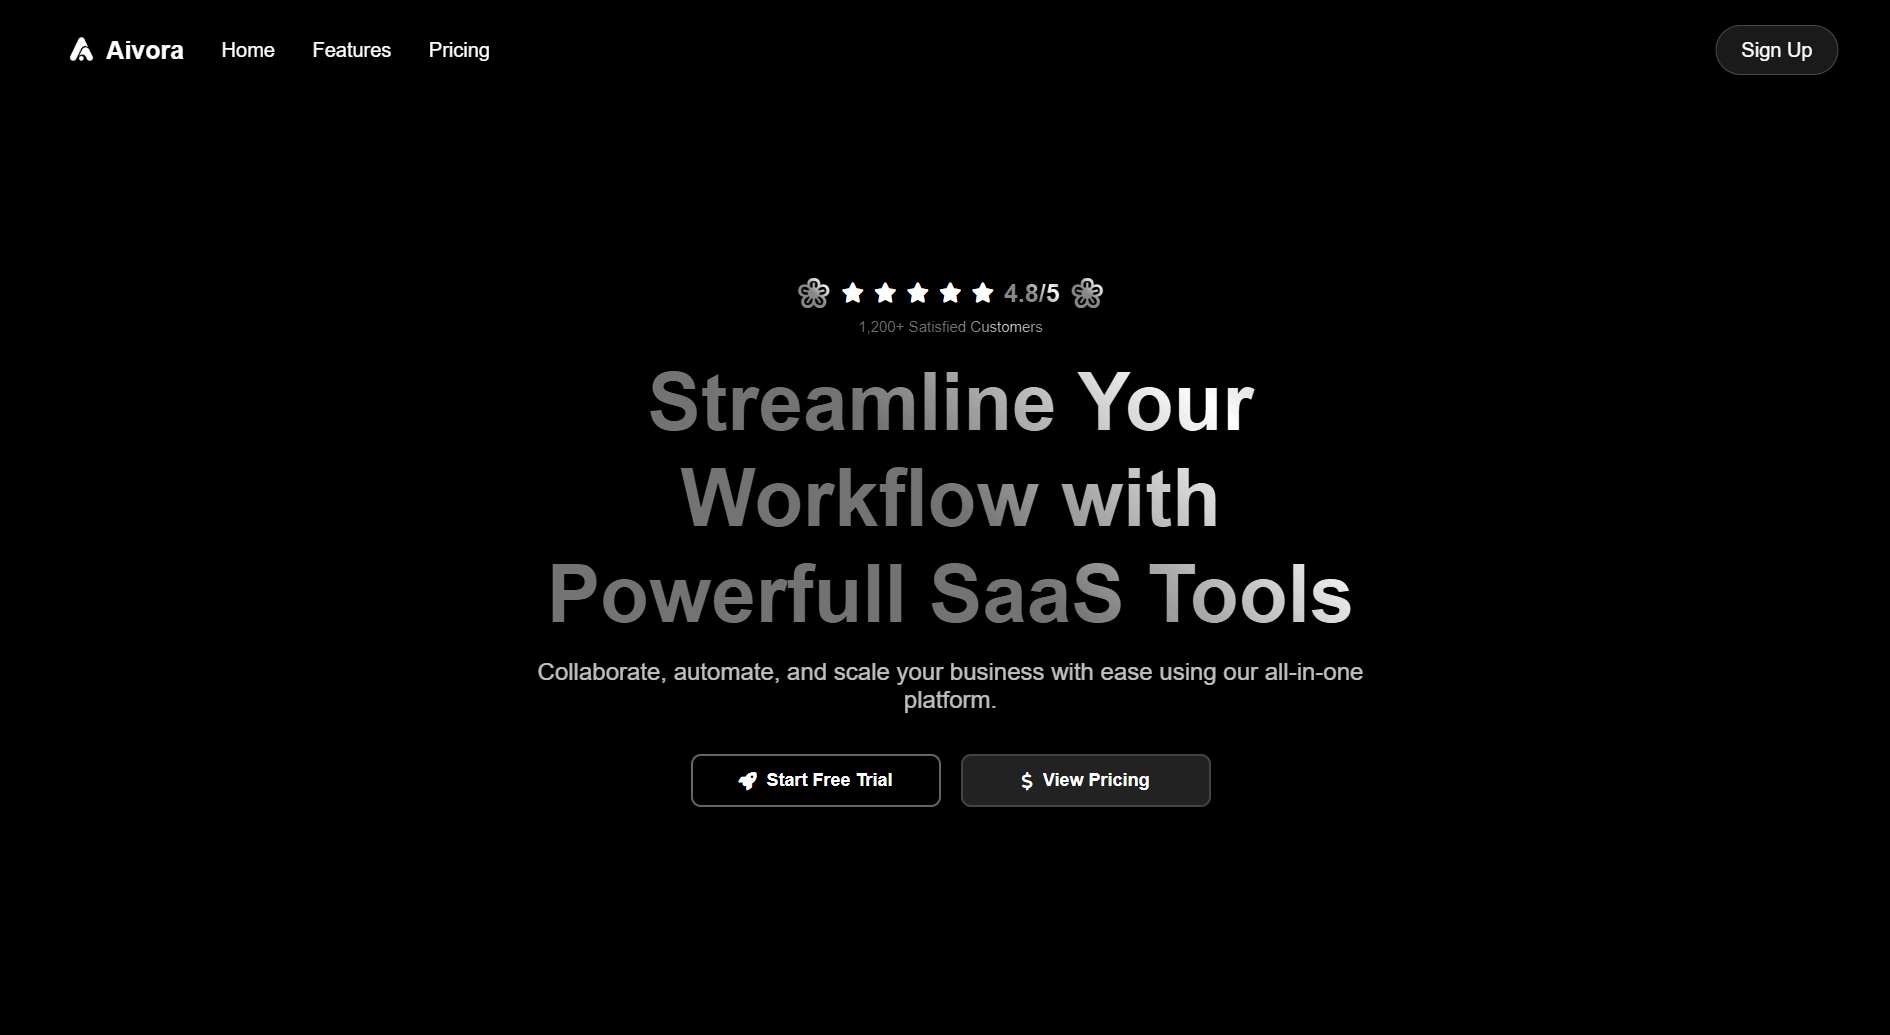 Aivora Home Features Pricing Sign Up
4.8/5
1,200+ Satisfied Customers
Streamline Your
Workflow with
Powerfull SaaS Tools
Collaborate, automate, and scale your business with ease using our all-in-one
platform.
Start Free Trial $ View Pricing